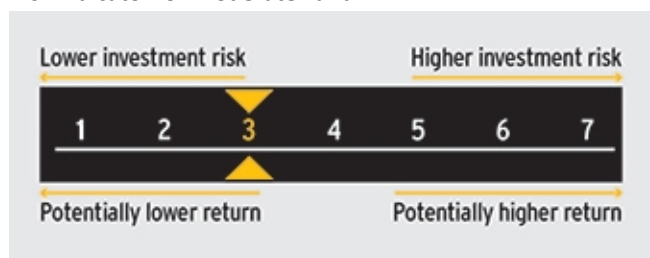 Lower investment risk Higher investment risk
1 2 3 4 5 6 7
Potentially lower return Potentially higher return